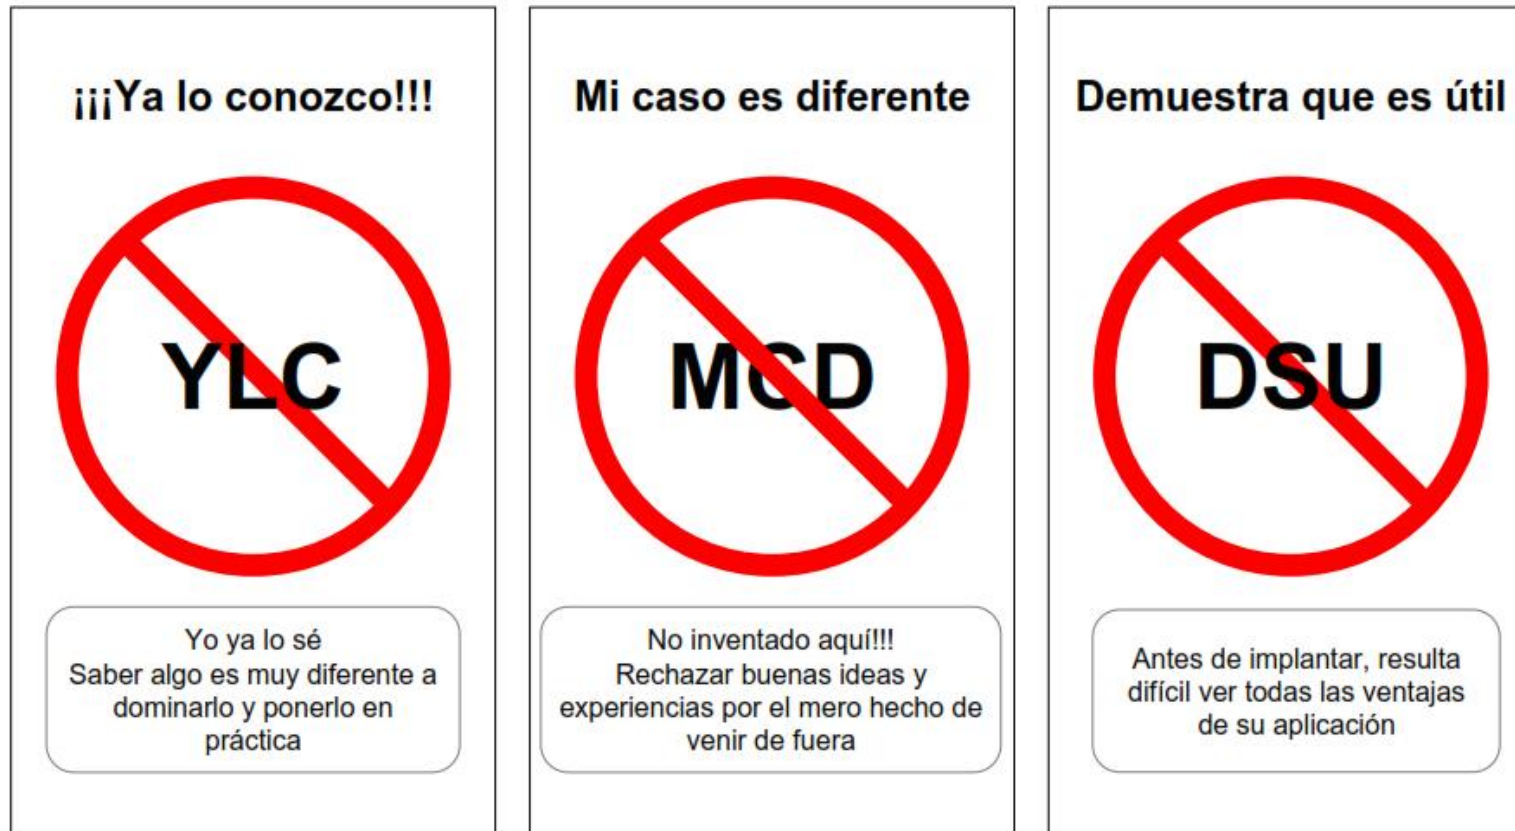 ¡¡¡Ya lo conozco!!!
YLC
Yo ya lo sé
Saber algo es muy diferente a
dominarlo y ponerlo en
práctica
Mi caso es diferente
MCD
No inventado aquí!!!
Rechazar buenas ideas y
experiencias por el mero hecho de
venir de fuera
Demuestra que es útil
DSU
Antes de implantar, resulta
difícil ver todas las ventajas
de su aplicación